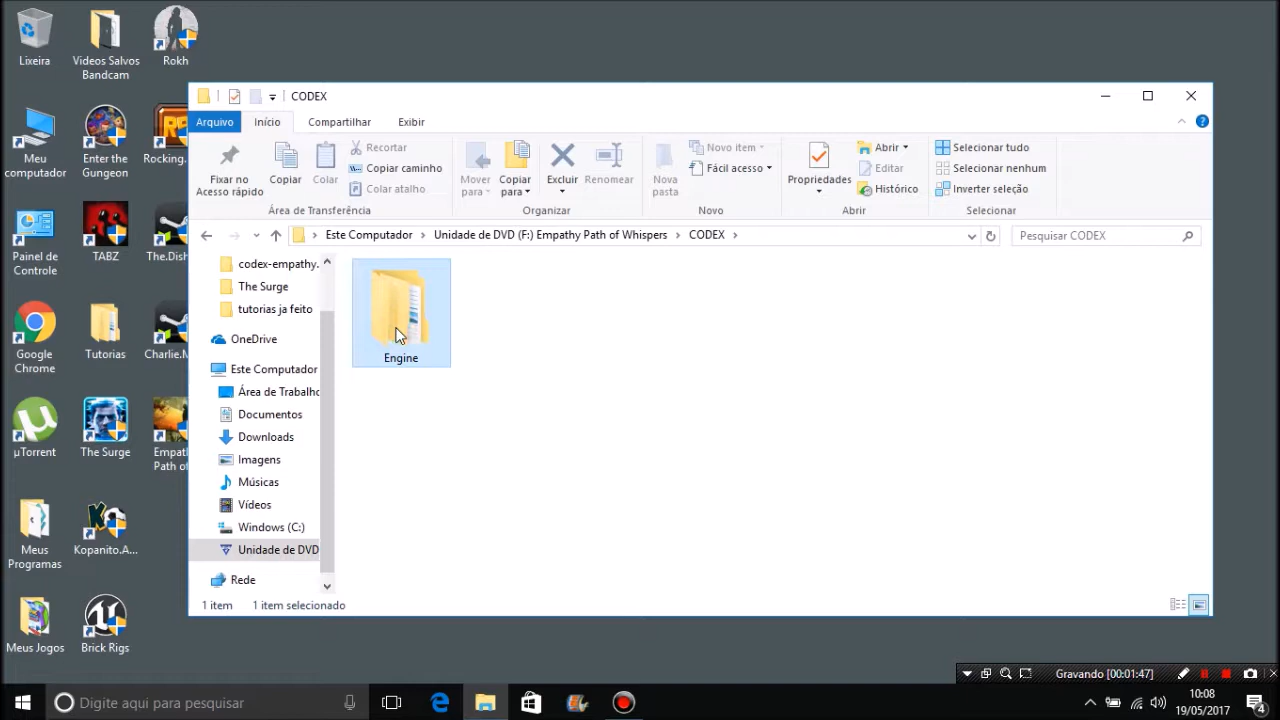 Lixeira
Videos Salvos
Bandcam
Rokh
Meu
computador
Enter the
Gungeon
Rocking.
Painel de
Controle
TABZ
The.Dish
Google
Chrome
Tutorias
Charlie.M
µTorrent
The Surge
Empat
Path of
Meus
Programas
Kopanito.A...
Meus Jogos
Brick Rigs
CODEX
Arquivo
Início
Compartilhar
Exibir
Fixar no
Acesso rápido
Copiar
Colar
Recortar
Copiar caminho
Colar atalho
Área de Transferência
Mover
para
Copiar
para
Excluir
Renomear
Organizar
Nova
pasta
Novo item
Fácil acesso
Novo
Propriedades
Abrir
Editar
Histórico
Abrir
Selecionar tudo
Selecionar nenhum
Inverter seleção
Selecionar
Este Computador
Unidade de DVD (F:) Empathy Path of Whispers
CODEX
Pesquisar CODEX
codex-empathy.
The Surge
tutorias ja feito
OneDrive
Este Computador
Área de Trabalho
Documentos
Downloads
Imagens
Músicas
Vídeos
Windows (C:)
Unidade de DVD
Rede
Engine
1 item
1 item selecionado
Gravando [00:01:47]
Digite aqui para pesquisar
10:08
19/05/2017
4